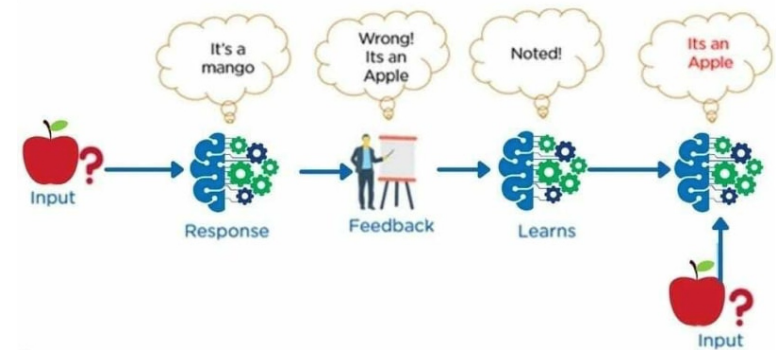 It's a
mango
Wrong!
Its an
Apple
Noted!
Its an
Apple
?
Input
Response
Feedback
Learns
?
Input